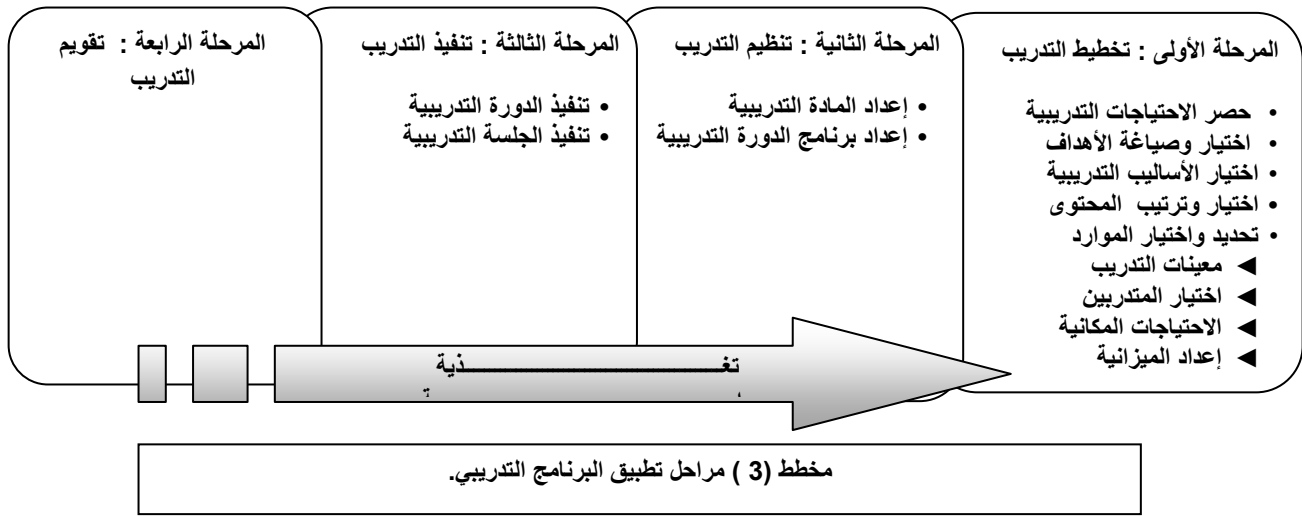 المرحلة الأولى : تخطيط التدريب
• حصر الاحتياجات التدريبية
• اختيار وصياغة الأهداف
• اختيار الأساليب التدريبية
• اختيار وترتيب المحتوى
• تحديد واختيار الموارد
◄ معينات التدريب
◄ اختيار المتدربين
◄ الاحتياجات المكانية
◄ إعداد الميزانية
المرحلة الثانية : تنظيم التدريب
• إعداد المادة التدريبية
• إعداد برنامج الدورة التدريبية
المرحلة الثالثة : تنفيذ التدريب
• تنفيذ الدورة التدريبية
• تنفيذ الجلسة التدريبية
المرحلة الرابعة : تقويم
التدريب
تغـــــــــــــــــــــذية
مخطط (3 ) مراحل تطبيق البرنامج التدريبي.